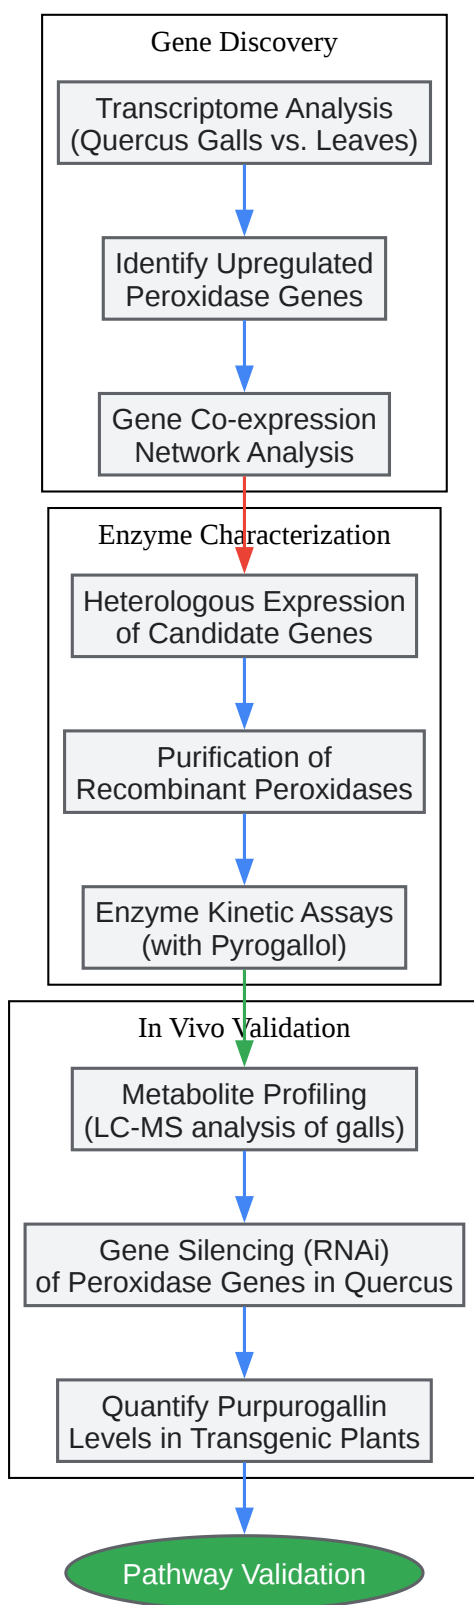 Gene Discovery
Transcriptome Analysis
(Quercus Galls vs. Leaves)
Identify Upregulated
Peroxidase Genes
Gene Co-expression
Network Analysis
Enzyme Characterization
Heterologous Expression
of Candidate Genes
Purification of
Recombinant Peroxidases
Enzyme Kinetic Assays
(with Pyrogallol)
In Vivo Validation
Metabolite Profiling
(LC-MS analysis of galls)
Gene Silencing (RNAi)
of Peroxidase Genes in Quercus
Quantify Purpurogallin
Levels in Transgenic Plants
Pathway Validation